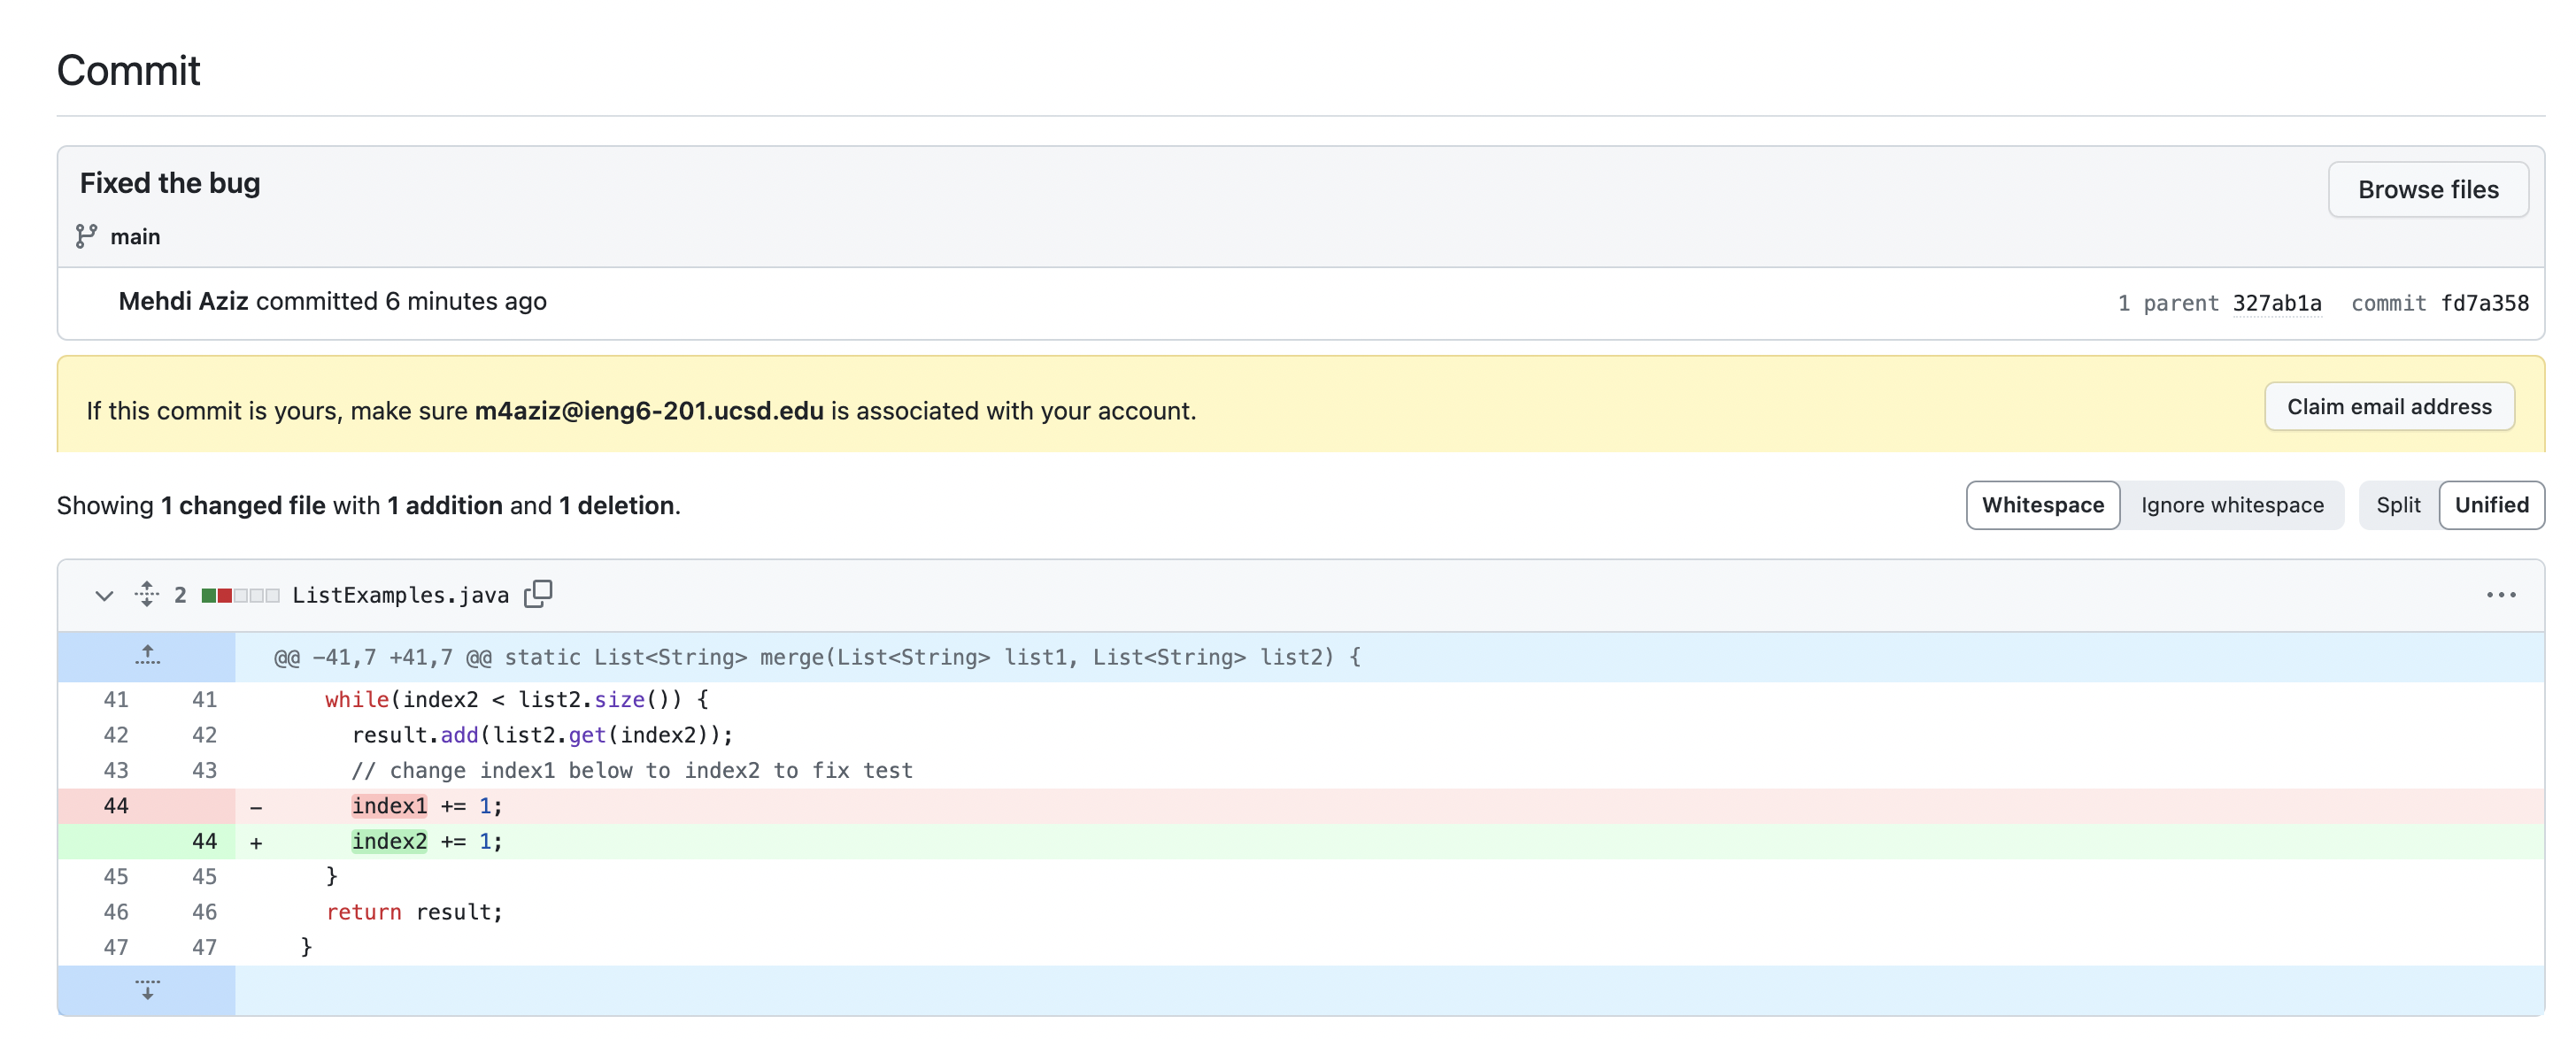 Commit
Fixed the bug
Browse files
main
Mehdi Aziz committed 6 minutes ago
1 parent 327ab1a commit fd7a358
If this commit is yours, make sure m4aziz@ieng6-201.ucsd.edu is associated with your account.
Claim email address
Showing 1 changed file with 1 addition and 1 deletion.
Whitespace Ignore whitespace Split Unified
2 ListExamples.java
@@ -41,7 +41,7 @@ static List<String> merge(List<String> list1, List<String> list2) {
41 41 while(index2 < list2.size()) {
42 42 result.add(list2.get(index2));
43 43 // change index1 below to index2 to fix test
44 - index1 += 1;
44 + index2 += 1;
45 45 }
46 46 return result;
47 47 }